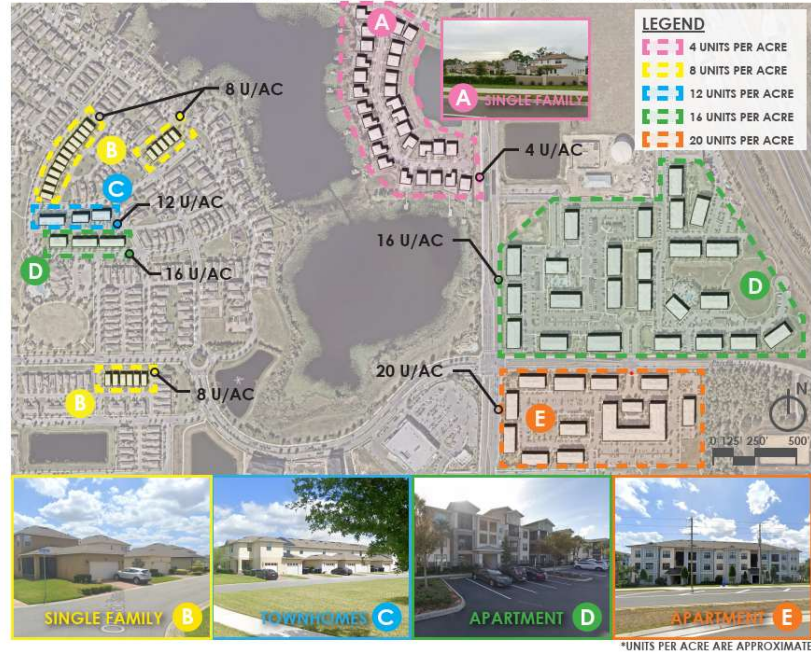 A
A SINGLE FAMILY
LEGEND
4 UNITS PER ACRE
8 UNITS PER ACRE
12 UNITS PER ACRE
16 UNITS PER ACRE
20 UNITS PER ACRE
8 U/AC
B
C
12 U/AC
D
16 U/AC
4 U/AC
16 U/AC
D
20 U/AC
E
8 U/AC
B
N
0' 125' 250' 500'
SINGLE FAMILY B
TOWNHOMES C
APARTMENT D
APARTMENT E
*UNITS PER ACRE ARE APPROXIMATE